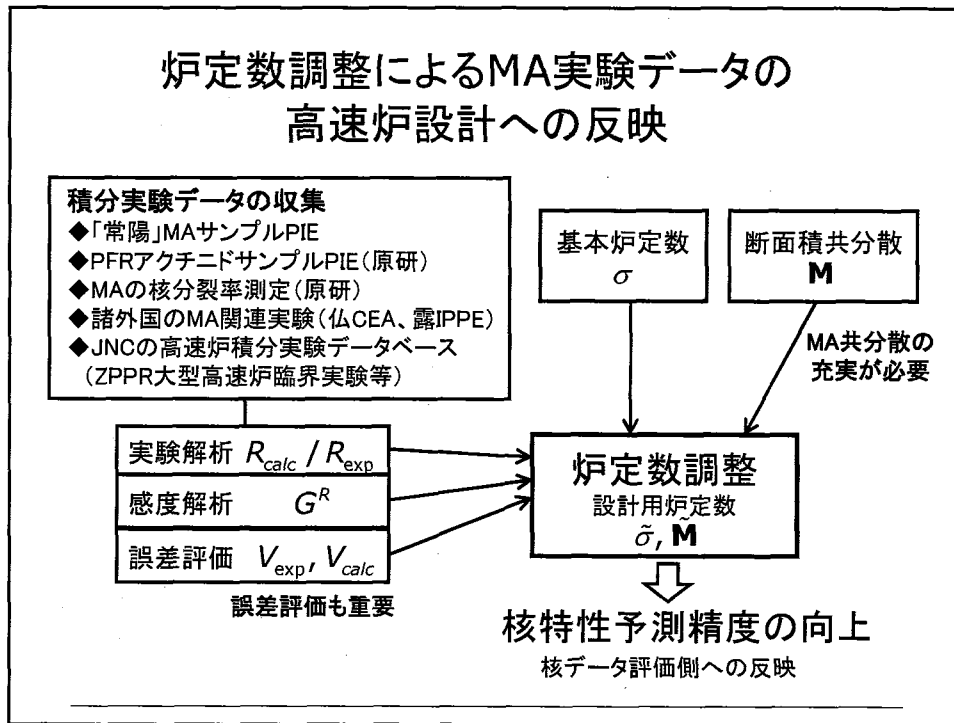 炉定数調整によるMA実験データの
高速炉設計への反映
積分実験データの収集
◆「常陽」MAサンプルPIE
◆PFRアクチニドサンプルPIE(原研)
◆MAの核分裂率測定(原研)
◆諸外国のMA関連実験(仏CEA、露IPPE)
◆JNCの高速炉積分実験データベース
(ZPPR大型高速炉臨界実験等)
基本炉定数
σ
断面積共分散
M
MA共分散の
充実が必要
実験解析 R_calc / R_exp
感度解析 G^R
誤差評価 V_exp, V_calc
誤差評価も重要
炉定数調整
設計用炉定数
σ̃, M̃
核特性予測精度の向上
核データ評価側への反映